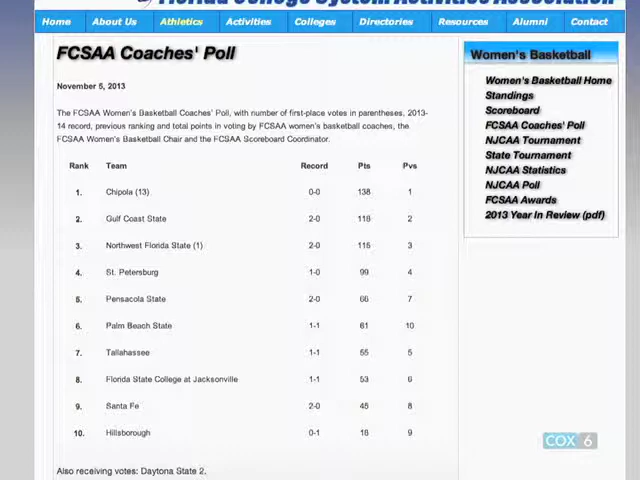 Florida College System Activities Association
Home About Us Athletics Activities Colleges Directories Resources Alumni Contact
FCSAA Coaches' Poll
November 5, 2013
The FCSAA Women's Basketball Coaches' Poll, with number of first-place votes in parentheses, 2013-
14 record, previous ranking and total points in voting by FCSAA women's basketball coaches, the
FCSAA Women's Basketball Chair and the FCSAA Scoreboard Coordinator.
Rank Team Record Pts Pvs
1. Chipola (13) 0-0 138 1
2. Gulf Coast State 2-0 118 2
3. Northwest Florida State (1) 2-0 115 3
4. St. Petersburg 1-0 99 4
5. Pensacola State 2-0 66 7
6. Palm Beach State 1-1 61 10
7. Tallahassee 1-1 55 5
8. Florida State College at Jacksonville 1-1 53 6
9. Santa Fe 2-0 45 8
10. Hillsborough 0-1 18 9
Also receiving votes: Daytona State 2.
Women's Basketball
Women's Basketball Home
Standings
Scoreboard
FCSAA Coaches' Poll
NJCAA Tournament
State Tournament
NJCAA Statistics
NJCAA Poll
FCSAA Awards
2013 Year In Review (pdf)
COX 6